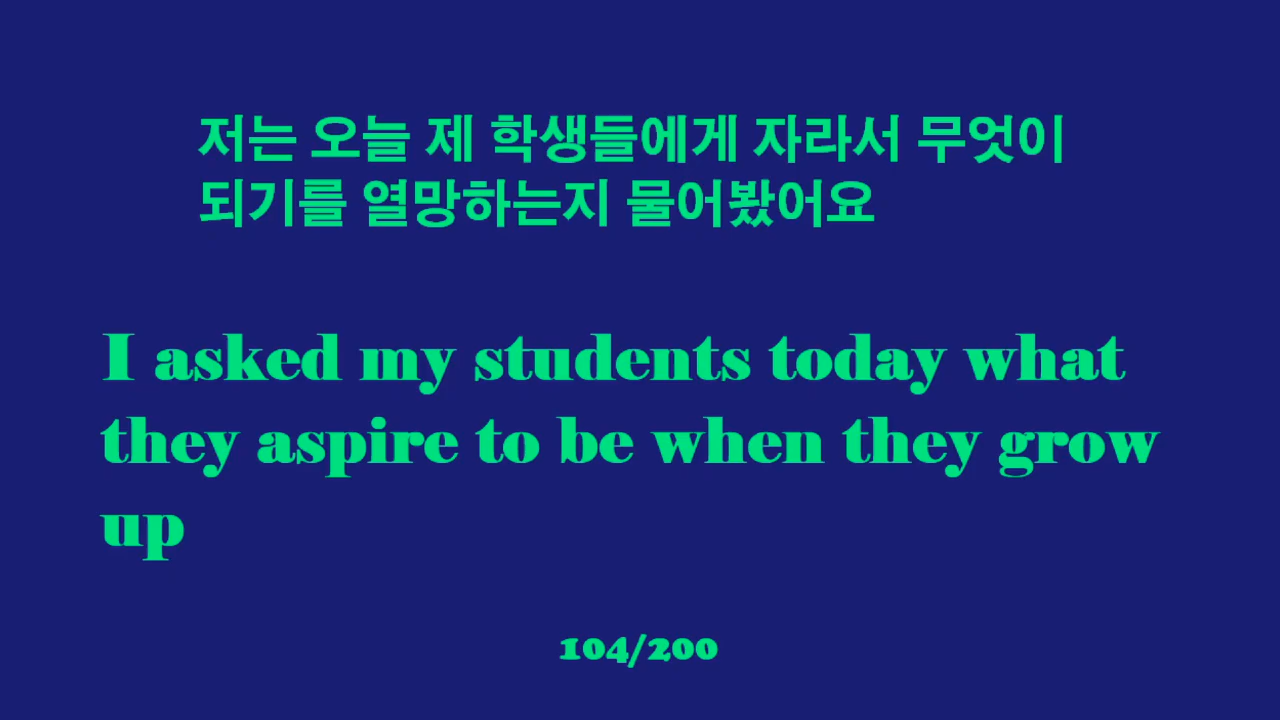 저는 오늘 제 학생들에게 자라서 무엇이
되기를 열망하는지 물어봤어요
I asked my students today what
they aspire to be when they grow
up
104/200